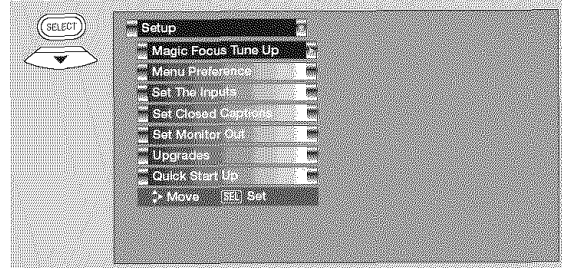 SELECT
Setup
Magic Focus Tune Up
Menu Preference
Set The Inputs
Set Closed Captions
Set Monitor Out
Upgrades
Quick Start Up
Move SEL Set